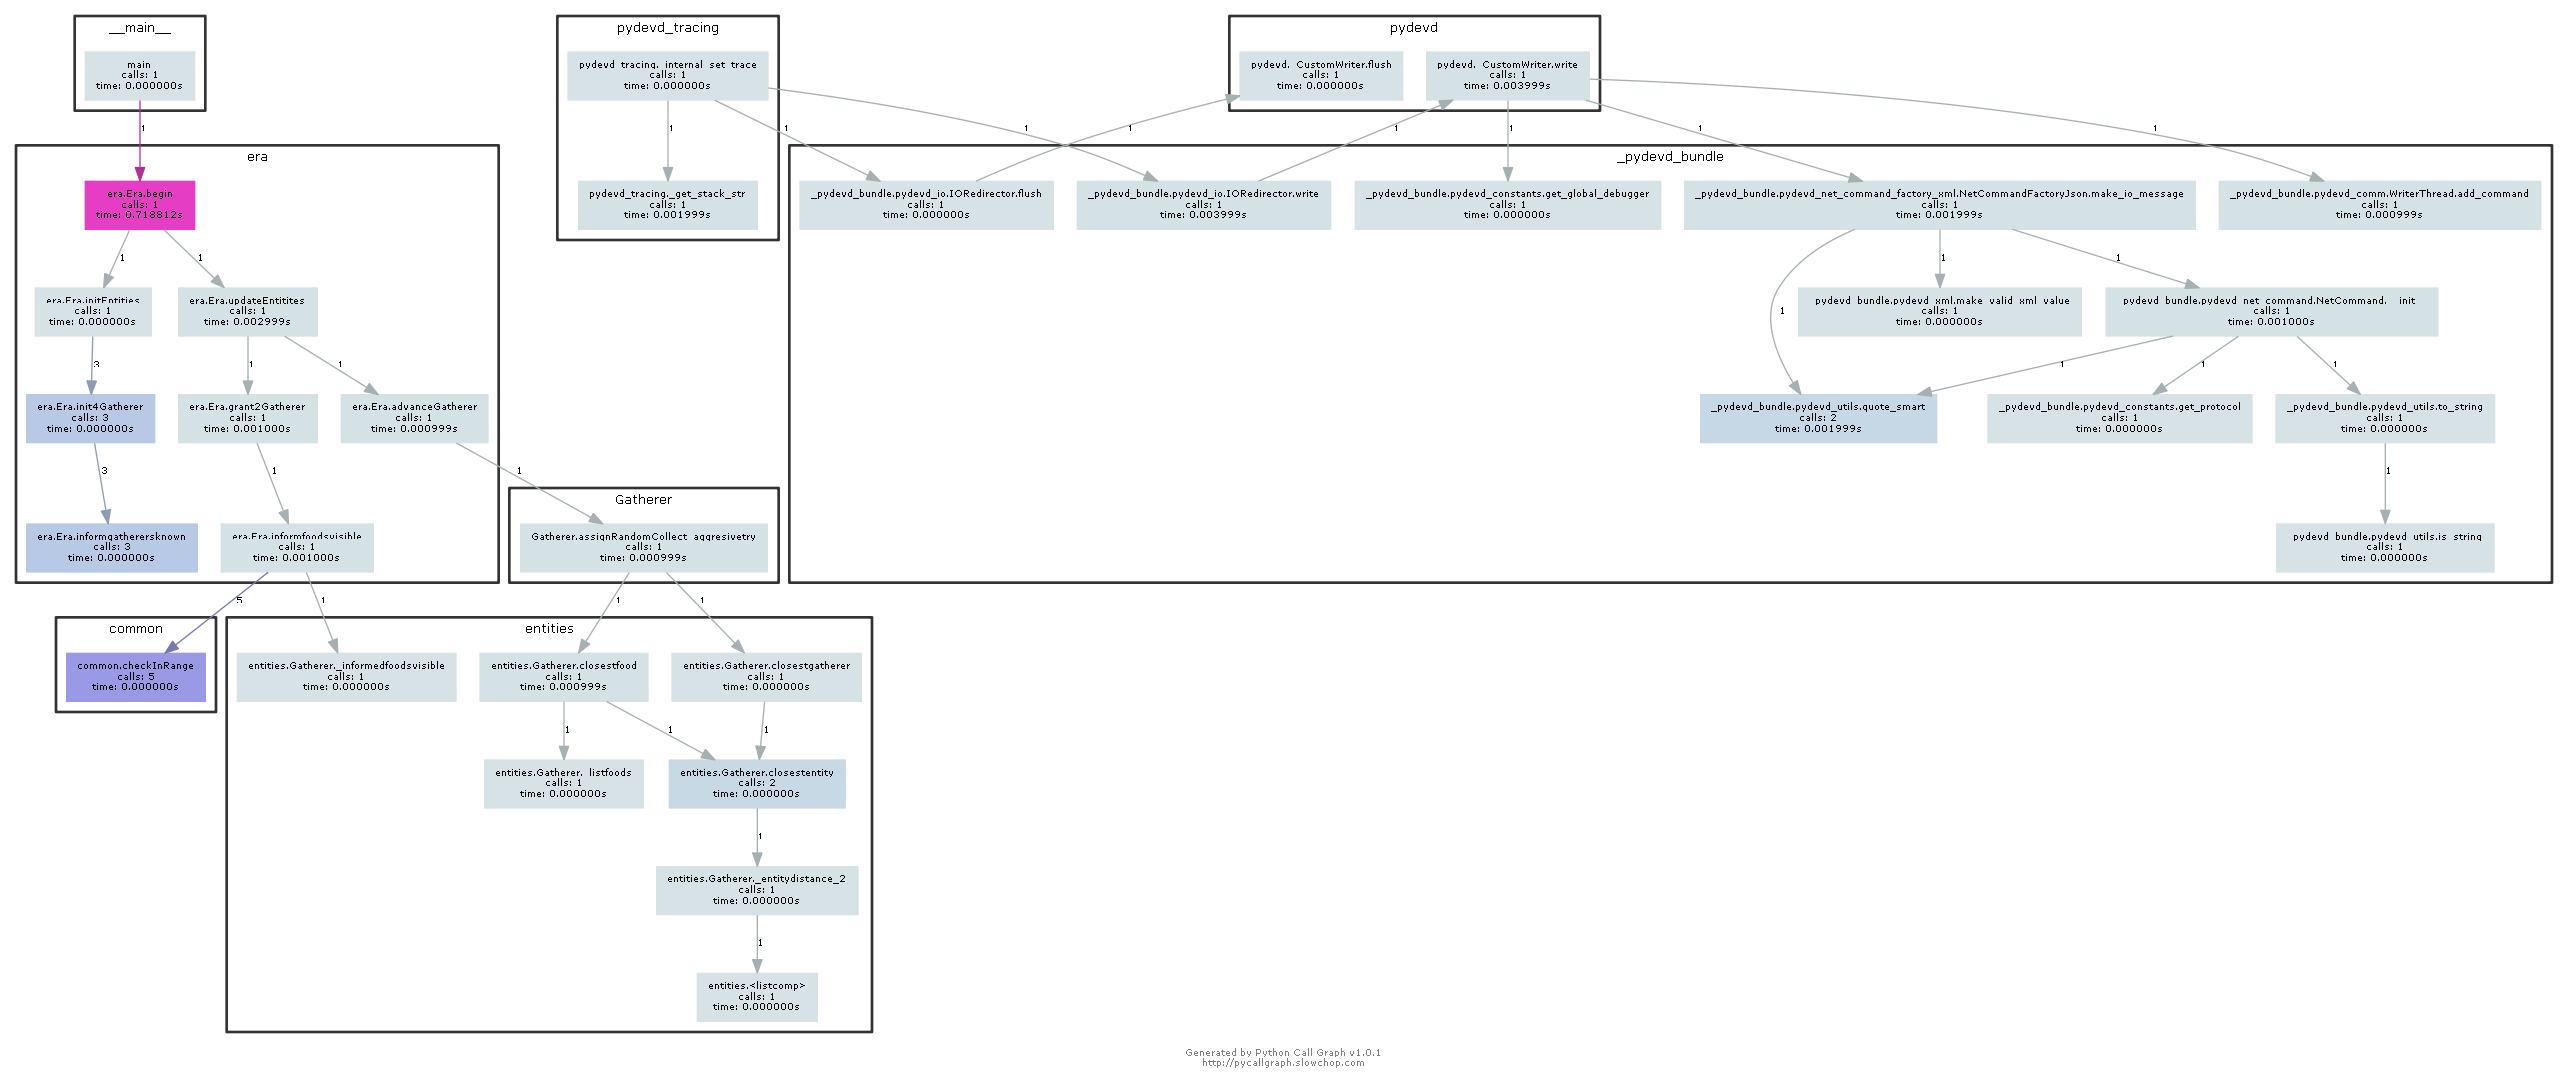 __main__
__main__
calls: 1
time: 0.000000s
1
pydevd_tracing
pydevd_tracing._internal_set_trace
calls: 1
time: 0.000000s
1
1
1
pydevd_tracing._get_stack_str
calls: 1
time: 0.001999s
pydevd
pydevd._CustomWriter.flush
calls: 1
time: 0.000000s
pydevd._CustomWriter.write
calls: 1
time: 0.003999s
1
1
1
1
1
era
era.Era.begin
calls: 1
time: 0.718812s
1
1
era.Era.initEntities
calls: 1
time: 0.000000s
era.Era.updateEntitites
calls: 1
time: 0.002999s
3
1
1
era.Era.init4Gatherer
calls: 3
time: 0.000000s
era.Era.grant2Gatherer
calls: 1
time: 0.001000s
era.Era.advanceGatherer
calls: 1
time: 0.000999s
3
1
1
era.Era.informgatherersknown
calls: 3
time: 0.000000s
era.Era.informfoodsvisible
calls: 1
time: 0.001000s
_pydevd_bundle
_pydevd_bundle.pydevd_io.IORedirector.flush
calls: 1
time: 0.000000s
_pydevd_bundle.pydevd_io.IORedirector.write
calls: 1
time: 0.003999s
_pydevd_bundle.pydevd_constants.get_global_debugger
calls: 1
time: 0.000000s
_pydevd_bundle.pydevd_net_command_factory_xml.NetCommandFactoryJson.make_io_message
calls: 1
time: 0.001999s
_pydevd_bundle.pydevd_comm.WriterThread.add_command
calls: 1
time: 0.000999s
1
1
1
_pydevd_bundle.pydevd_xml.make_valid_xml_value
calls: 1
time: 0.000000s
_pydevd_bundle.pydevd_net_command.NetCommand.__init__
calls: 1
time: 0.001000s
1
1
1
_pydevd_bundle.pydevd_utils.quote_smart
calls: 2
time: 0.001999s
_pydevd_bundle.pydevd_constants.get_protocol
calls: 1
time: 0.000000s
_pydevd_bundle.pydevd_utils.to_string
calls: 1
time: 0.000000s
1
_pydevd_bundle.pydevd_utils.is_string
calls: 1
time: 0.000000s
Gatherer
Gatherer.assignRandomCollect_aggresivetry
calls: 1
time: 0.000999s
5
1
1
1
common
common.checkInRange
calls: 5
time: 0.000000s
entities
entities.Gatherer._informedfoodsvisible
calls: 1
time: 0.000000s
entities.Gatherer.closestfood
calls: 1
time: 0.000999s
entities.Gatherer.closestgatherer
calls: 1
time: 0.000000s
1
1
1
entities.Gatherer._listfoods
calls: 1
time: 0.000000s
entities.Gatherer.closestentity
calls: 2
time: 0.000000s
1
entities.Gatherer._entitydistance_2
calls: 1
time: 0.000000s
1
entities.<listcomp>
calls: 1
time: 0.000000s
Generated by Python Call Graph v1.0.1
http://pycallgraph.slowchop.com